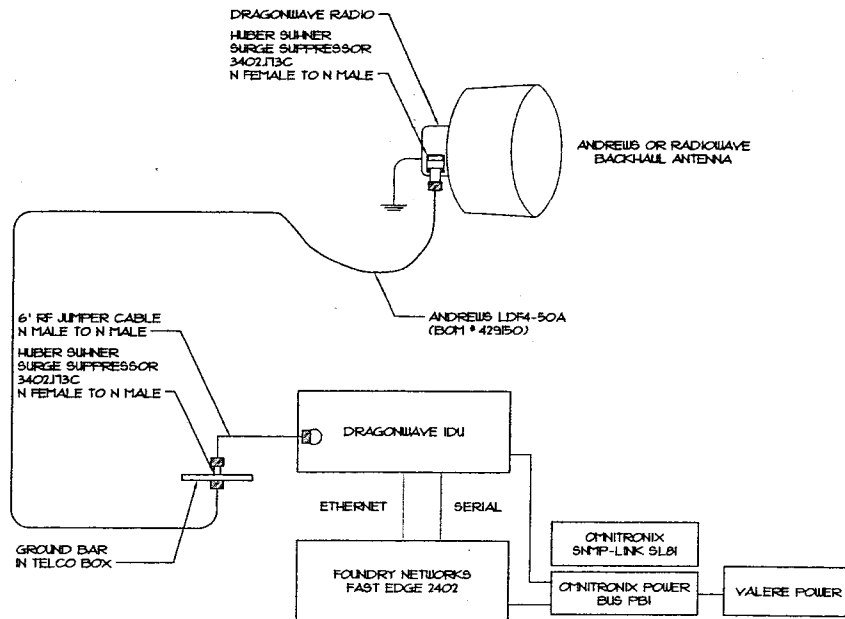 DRAGONWAVE RADIO
HUBER SUHNER
SURGE SUPPRESSOR
3402.17.3C
N FEMALE TO N MALE
ANDREWS OR RADIOWAVE
BACKHAUL ANTENNA
ANDREWS LDF4-50A
(BOM # 429150)
6' RF JUMPER CABLE
N MALE TO N MALE
HUBER SUHNER
SURGE SUPPRESSOR
3402.17.3C
N FEMALE TO N MALE
DRAGONWAVE IDU
ETHERNET
SERIAL
GROUND BAR
IN TELCO BOX
FOUNDRY NETWORKS
FAST EDGE 2402
OMNITRONIX
SNMP-LINK SL81
OMNITRONIX POWER
BUS PB1
VALERE POWER